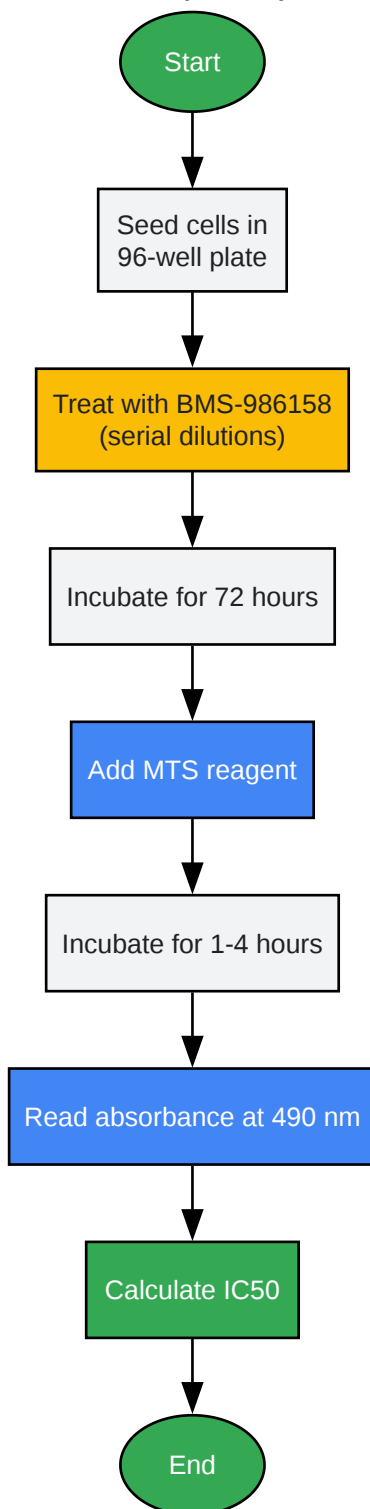 Start
Seed cells in
96-well plate
Treat with BMS-986158
(serial dilutions)
Incubate for 72 hours
Add MTS reagent
Incubate for 1-4 hours
Read absorbance at 490 nm
Calculate IC50
End